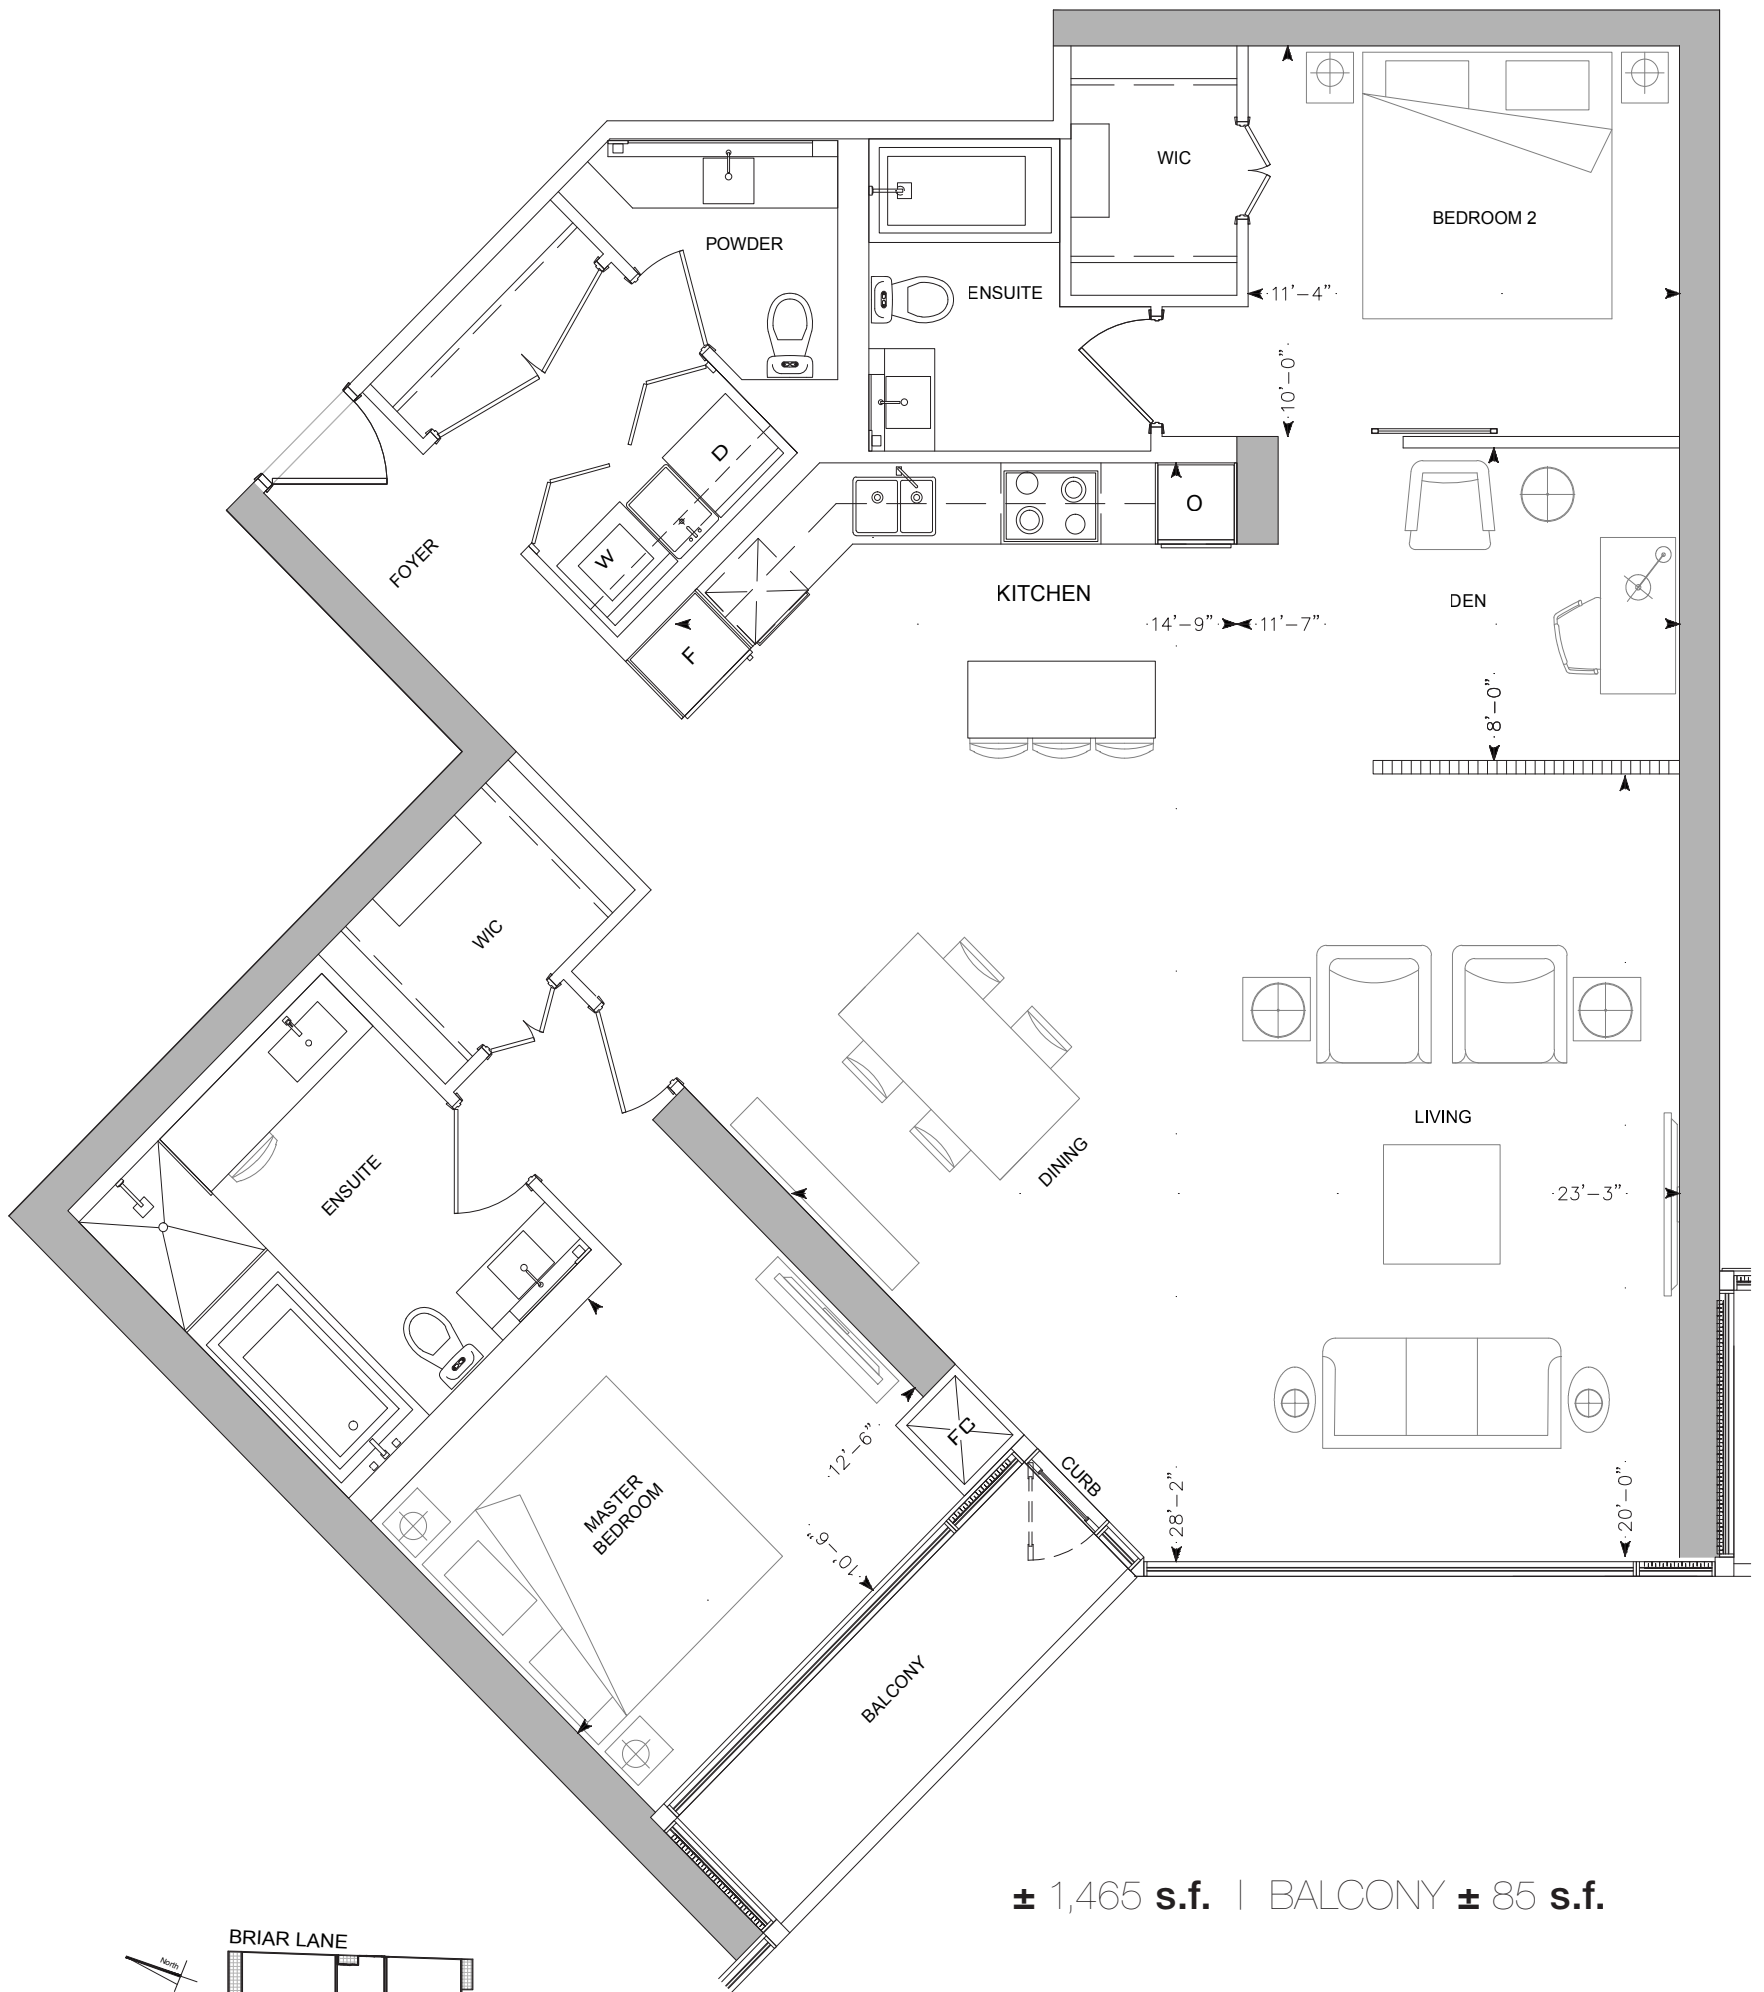 WIC
BEDROOM 2
POWDER
ENSUITE
11'-4"
10'-0"
D
W
O
FOYER
KITCHEN
DEN
14'-9"
11'-7"
F
8'-0"
WIC
LIVING
DINING
ENSUITE
23'-3"
FC
12'-6"
CURB
MASTER
BEDROOM
10'-6"
28'-2"
20'-0"
BALCONY
± 1,465 s.f. | BALCONY ± 85 s.f.
BRIAR LANE
North